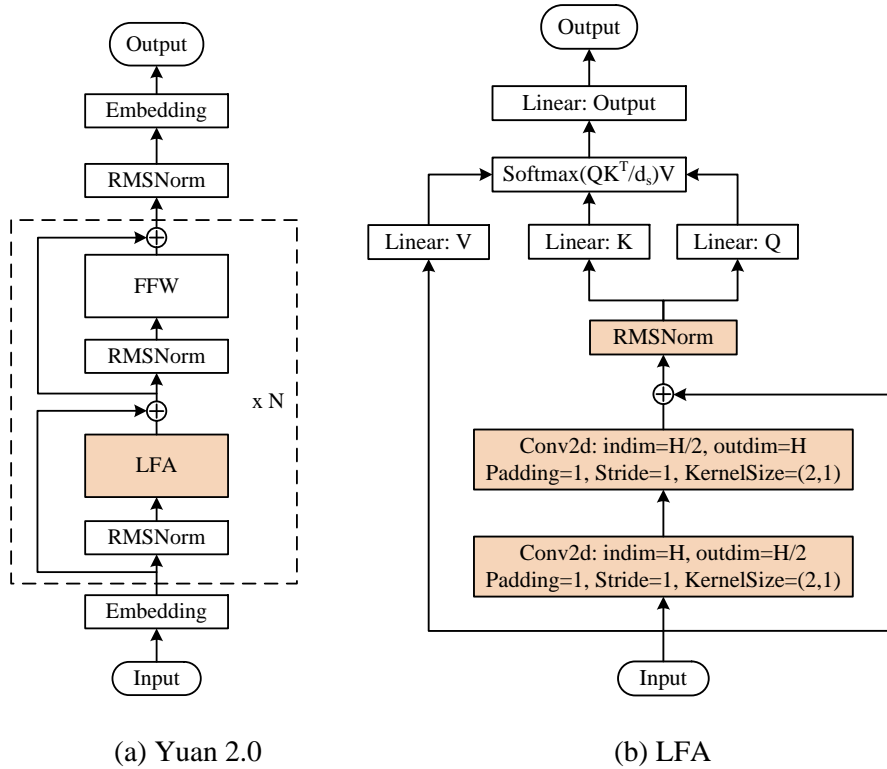 Output
Embedding
RMSNorm
FFW
RMSNorm
x N
LFA
RMSNorm
Embedding
Input
(a) Yuan 2.0
Output
Linear: Output
Softmax(QKᵀ/dₛ)V
Linear: V
Linear: K
Linear: Q
RMSNorm
Conv2d: indim=H/2, outdim=H
Padding=1, Stride=1, KernelSize=(2,1)
Conv2d: indim=H, outdim=H/2
Padding=1, Stride=1, KernelSize=(2,1)
Input
(b) LFA